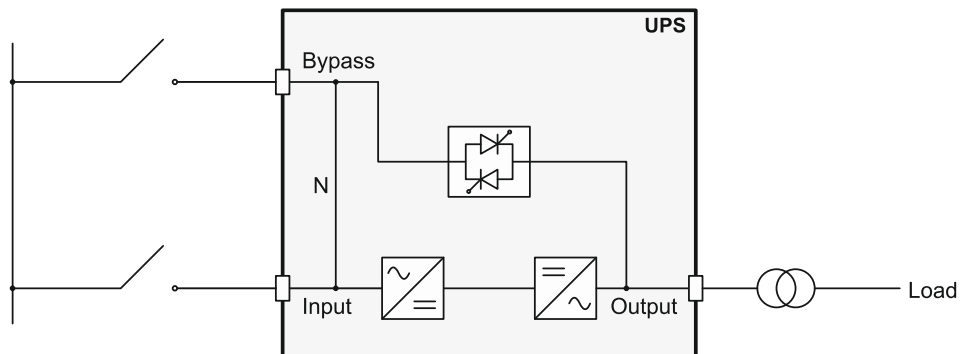 UPS
Bypass
N
Input
Output
Load